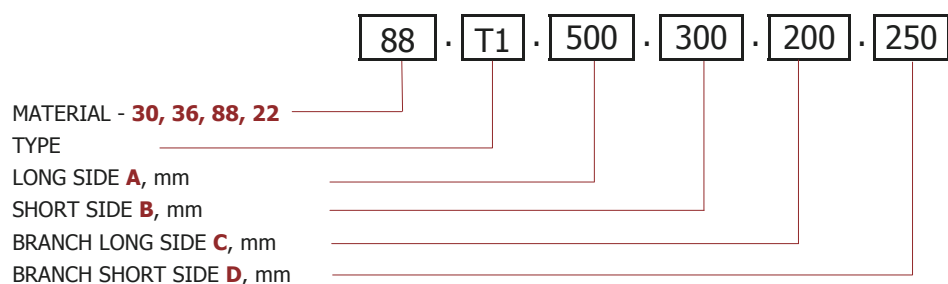 88 . T1 . 500 . 300 . 200 . 250
MATERIAL - 30, 36, 88, 22
TYPE
LONG SIDE A, mm
SHORT SIDE B, mm
BRANCH LONG SIDE C, mm
BRANCH SHORT SIDE D, mm